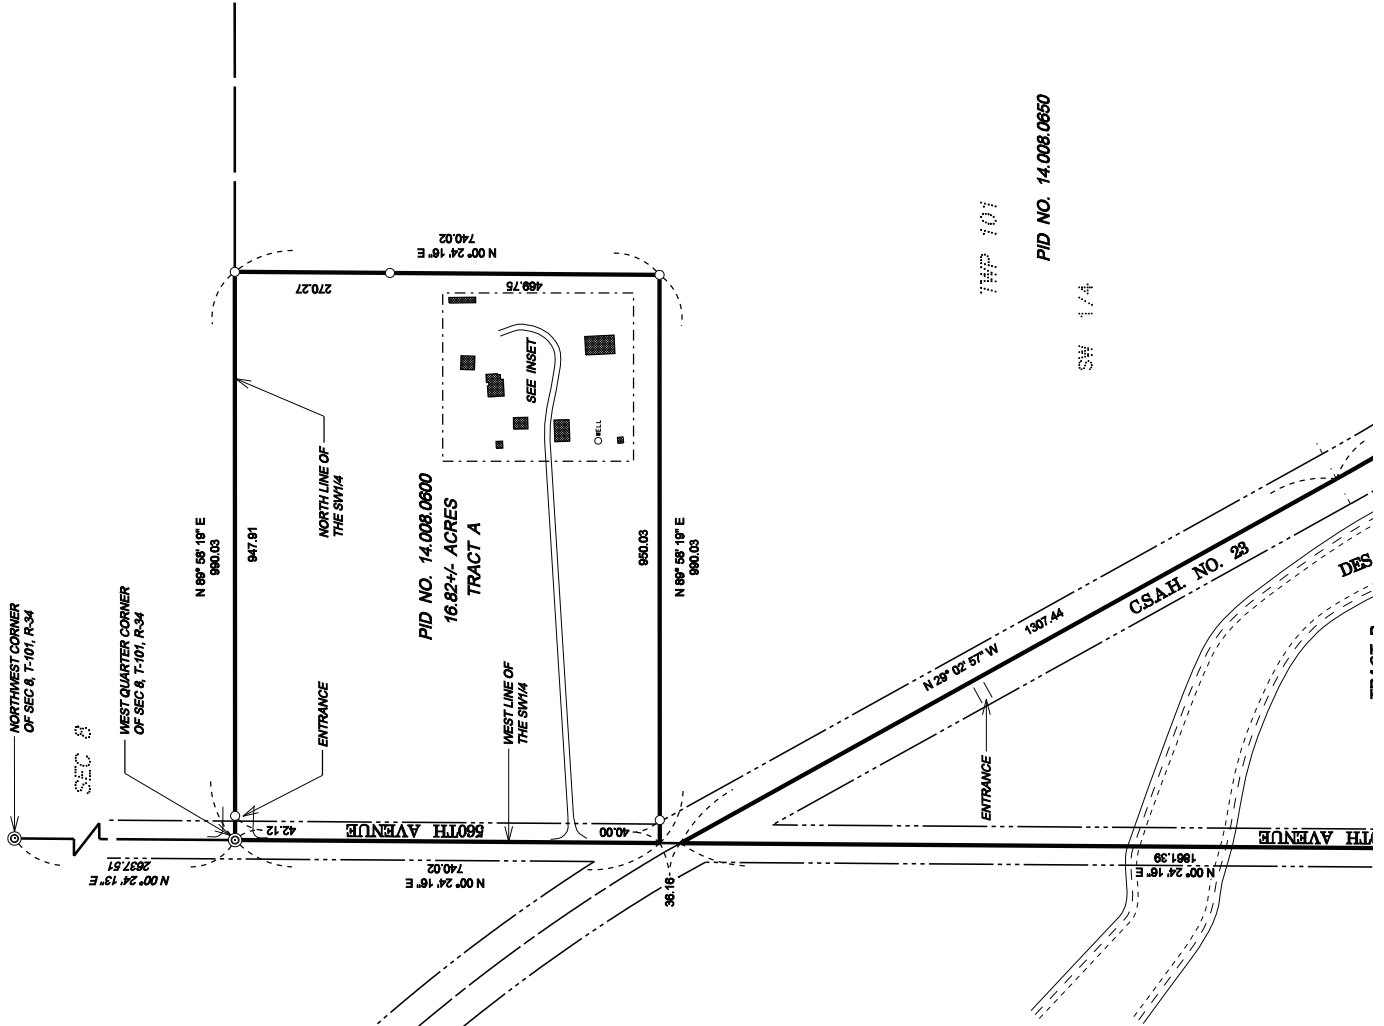 NORTHWEST CORNER
OF SEC 8, T-101, R-34
SEC 8
WEST QUARTER CORNER
OF SEC 8, T-101, R-34
N 00° 24' 13" E
2637.51
N 89° 58' 19" E
990.03
947.91
ENTRANCE
42.12
NORTH LINE OF
THE SW1/4
270.27
N 00° 24' 16" E
740.02
469.75
SEE INSET
WELL
PID NO. 14.008.0600
16.82+/- ACRES
TRACT A
WEST LINE OF
THE SW1/4
560TH AVENUE
N 00° 24' 16" E
740.02
40.00
950.03
N 89° 58' 19" E
990.03
36.16
TWP 101
PID NO. 14.008.0650
SW 1/4
N 29° 02' 57" W
1307.44
C.S.A.H. NO. 23
ENTRANCE
DES
TH AVENUE
1861.39
N 00° 24' 16" E